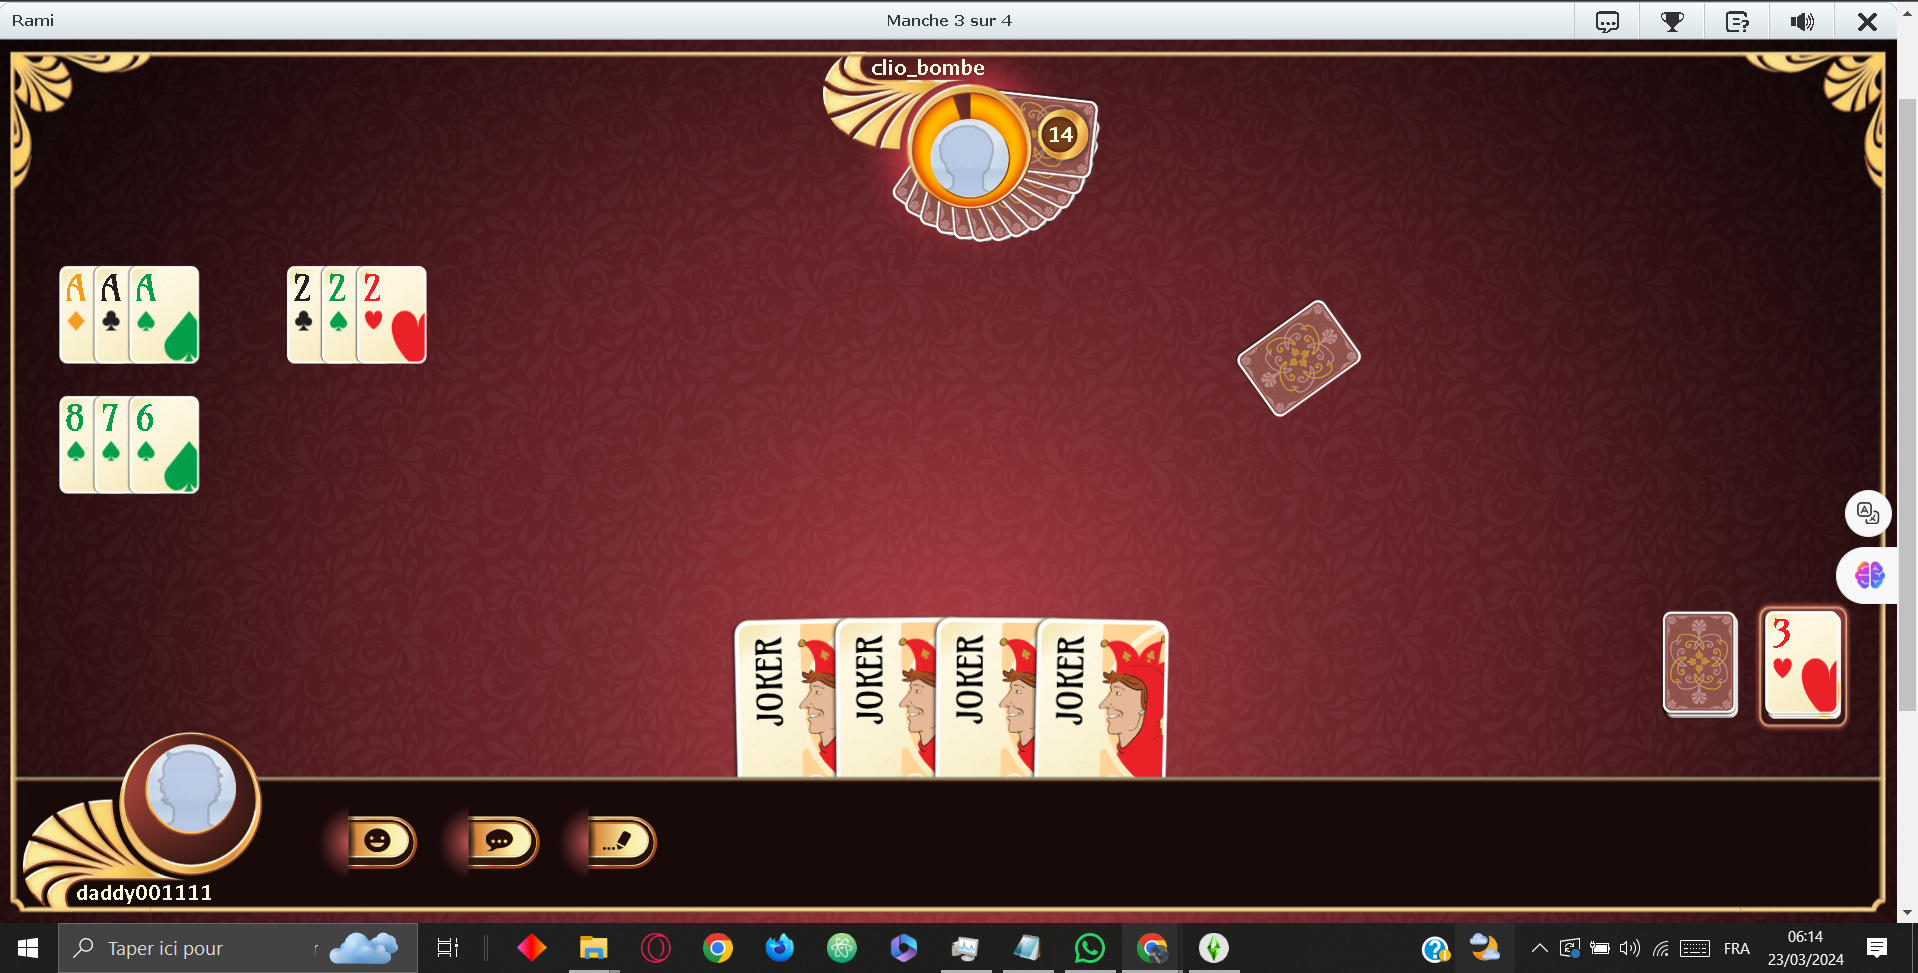 Rami
Manche 3 sur 4
clio_bombe
14
A A A
2 2 2
8 7 6
JOKER
JOKER
JOKER
JOKER
3
daddy001111
Taper ici pour
FRA
06:14
23/03/2024